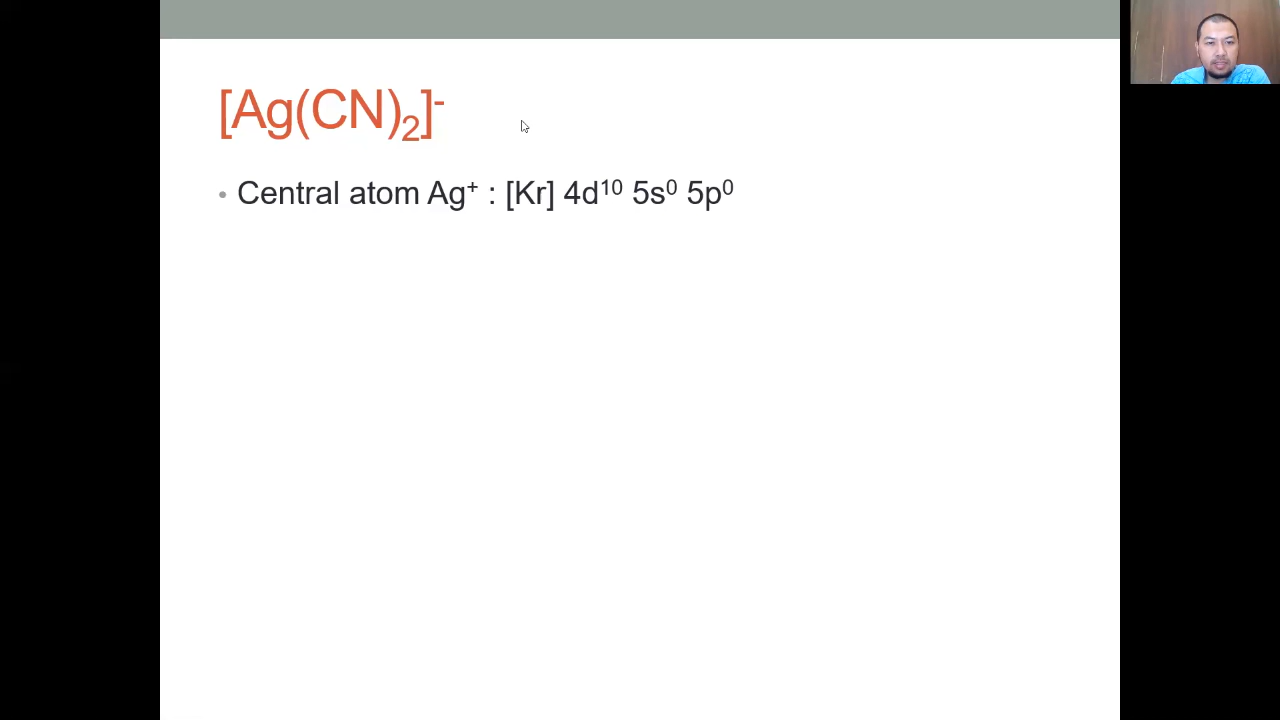 [Ag(CN)₂]⁻
• Central atom Ag⁺ : [Kr] 4d¹⁰ 5s⁰ 5p⁰